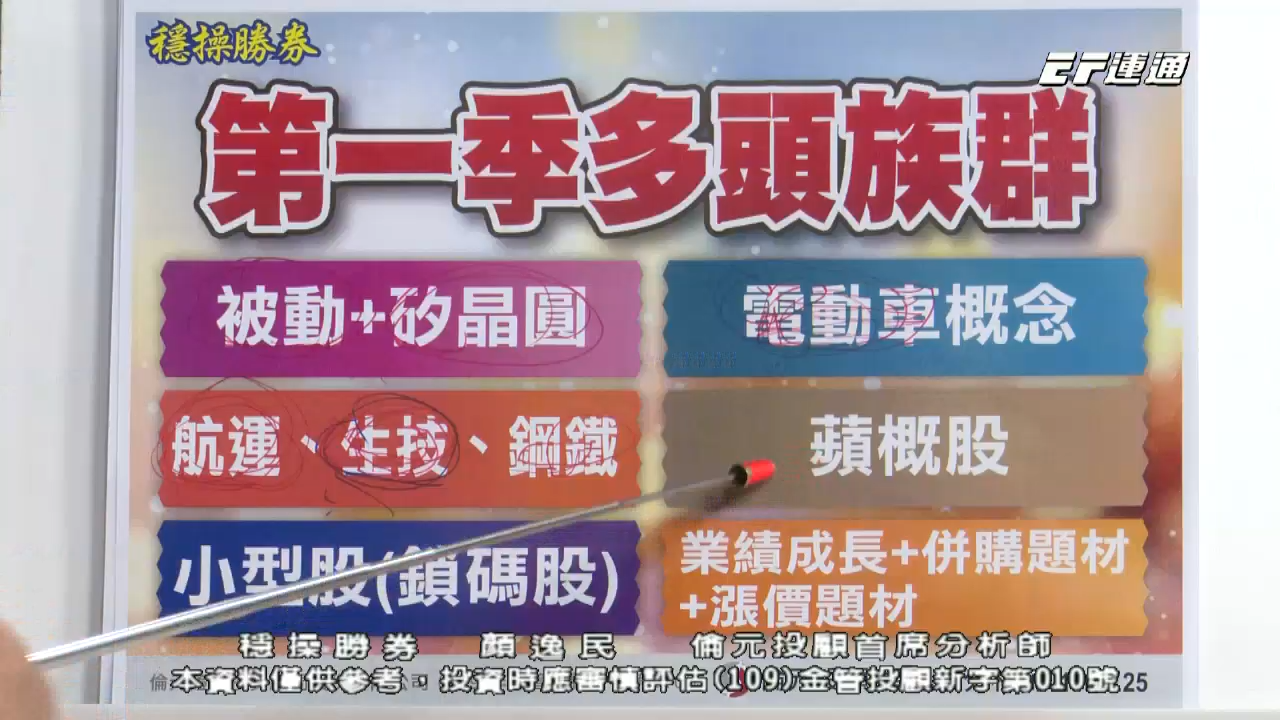 穩操勝券
EF運通
第一季多頭族群
被動+矽晶圓
電動車概念
航運、生技、鋼鐵
蘋概股
小型股(鎖碼股)
業績成長+併購題材
+漲價題材
穩操勝券 顏逸民 倫元投顧首席分析師
本資料僅供參考，投資時應審慎評估(109)金管投顧新字第010號
25